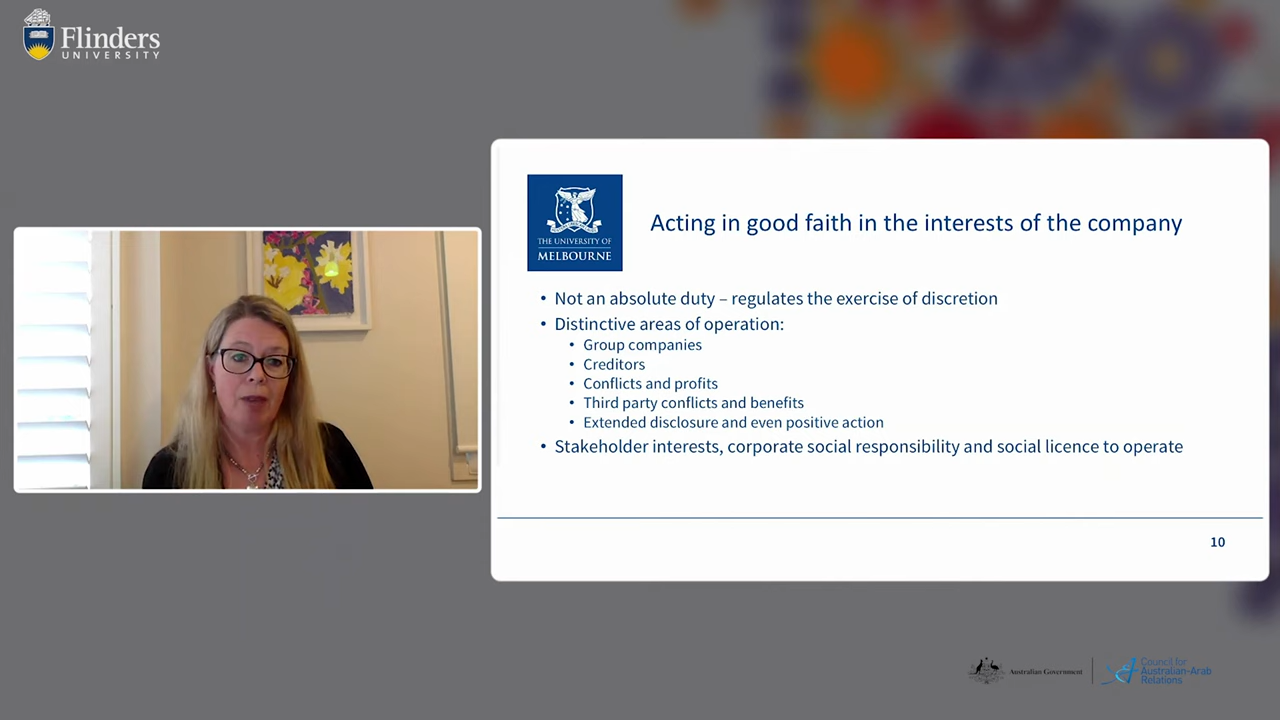 Flinders
UNIVERSITY
THE UNIVERSITY OF
MELBOURNE
Acting in good faith in the interests of the company
• Not an absolute duty – regulates the exercise of discretion
• Distinctive areas of operation:
• Group companies
• Creditors
• Conflicts and profits
• Third party conflicts and benefits
• Extended disclosure and even positive action
• Stakeholder interests, corporate social responsibility and social licence to operate
10
Australian Government
Council for
Australian-Arab
Relations